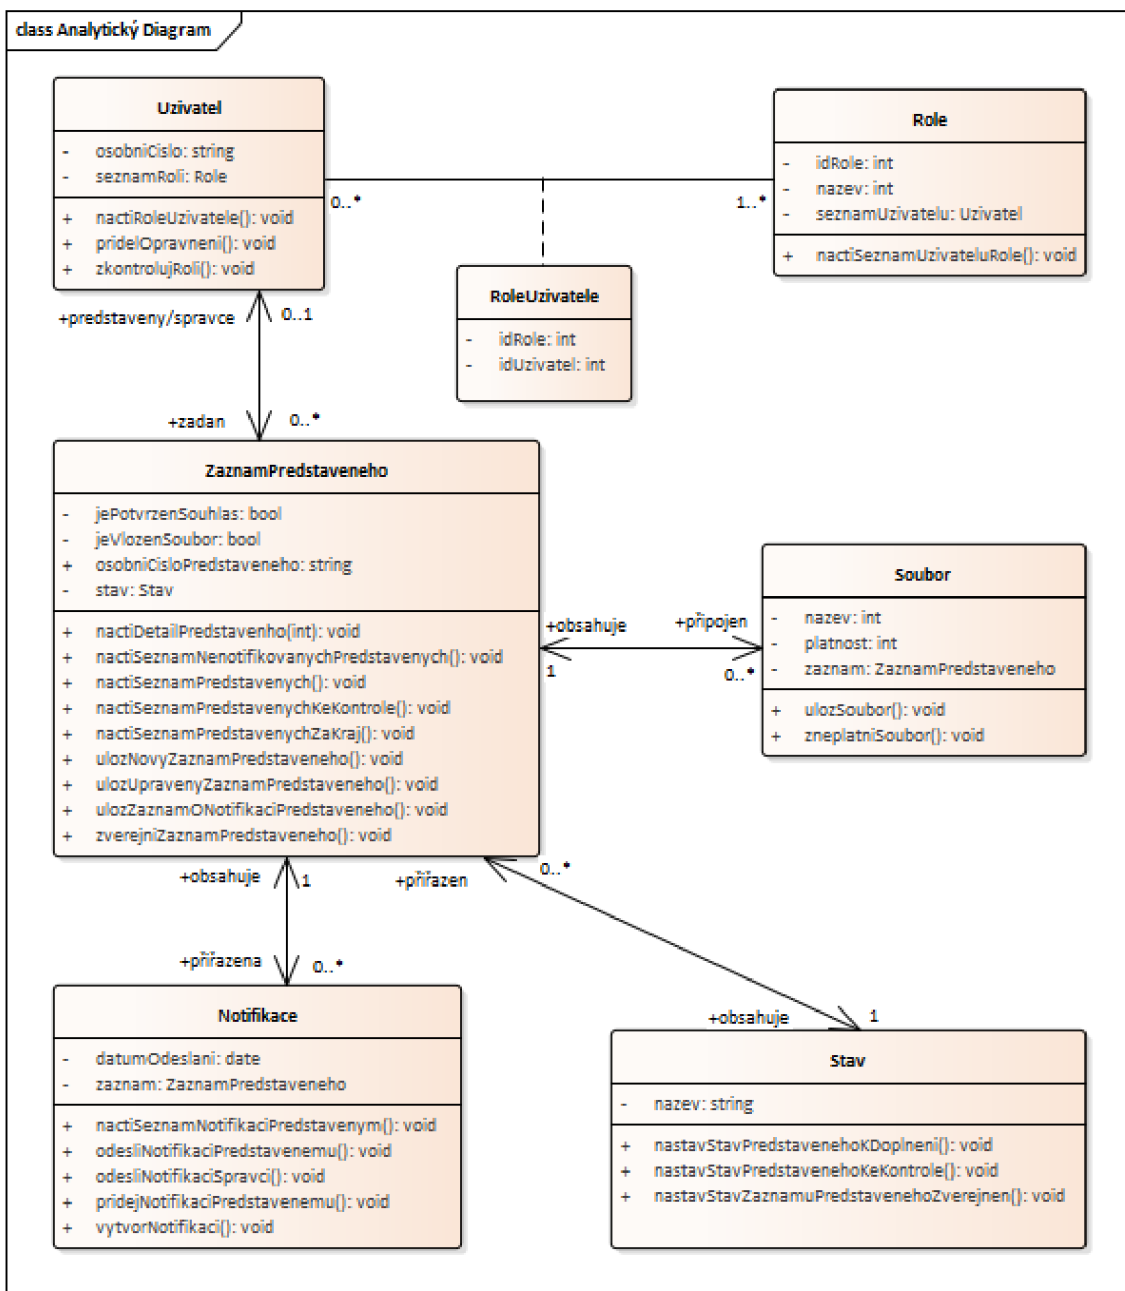 class Analytický Diagram
Uzivatel
- osobniCislo: string
- seznamRoli: Role
+ nactiRoleUzivatele(): void
+ pridelOpravneni(): void
+ zkontrolujRoli(): void
0..*
1..*
Role
- idRole: int
- nazev: int
- seznamUzivatelu: Uzivatel
+ nactiSeznamUzivateluRole(): void
RoleUzivatele
- idRole: int
- idUzivatel: int
+predstaveny/spravce
0..1
+zadan
0..*
ZaznamPredstaveneho
- jePotvrzenSouhlas: bool
- jeVlozenSoubor: bool
+ osobniCisloPredstaveneho: string
- stav: Stav
+ nactiDetailPredstavenho(int): void
+ nactiSeznamNenotifikovanychPredstavenych(): void
+ nactiSeznamPredstavenych(): void
+ nactiSeznamPredstavenychKeKontrole(): void
+ nactiSeznamPredstavenychZaKraj(): void
+ ulozNovyZaznamPredstaveneho(): void
+ ulozUpravenyZaznamPredstaveneho(): void
+ ulozZaznamONotifikaciPredstaveneho(): void
+ zverejniZaznamPredstaveneho(): void
+obsahuje
1
+připojen
0..*
Soubor
- nazev: int
- platnost: int
- zaznam: ZaznamPredstaveneho
+ ulozSoubor(): void
+ zneplatniSoubor(): void
+obsahuje
1
+přiřazen
0..*
+přiřazena
0..*
+obsahuje
1
Notifikace
- datumOdeslani: date
- zaznam: ZaznamPredstaveneho
+ nactiSeznamNotifikaciPredstavenym(): void
+ odesliNotifikaciPredstavenemu(): void
+ odesliNotifikaciSpravci(): void
+ pridejNotifikaciPredstavenemu(): void
+ vytvorNotifikaci(): void
Stav
- nazev: string
+ nastavStavPredstavenehoKDoplneni(): void
+ nastavStavPredstavenehoKeKontrole(): void
+ nastavStavZaznamuPredstavenehoZverejnen(): void